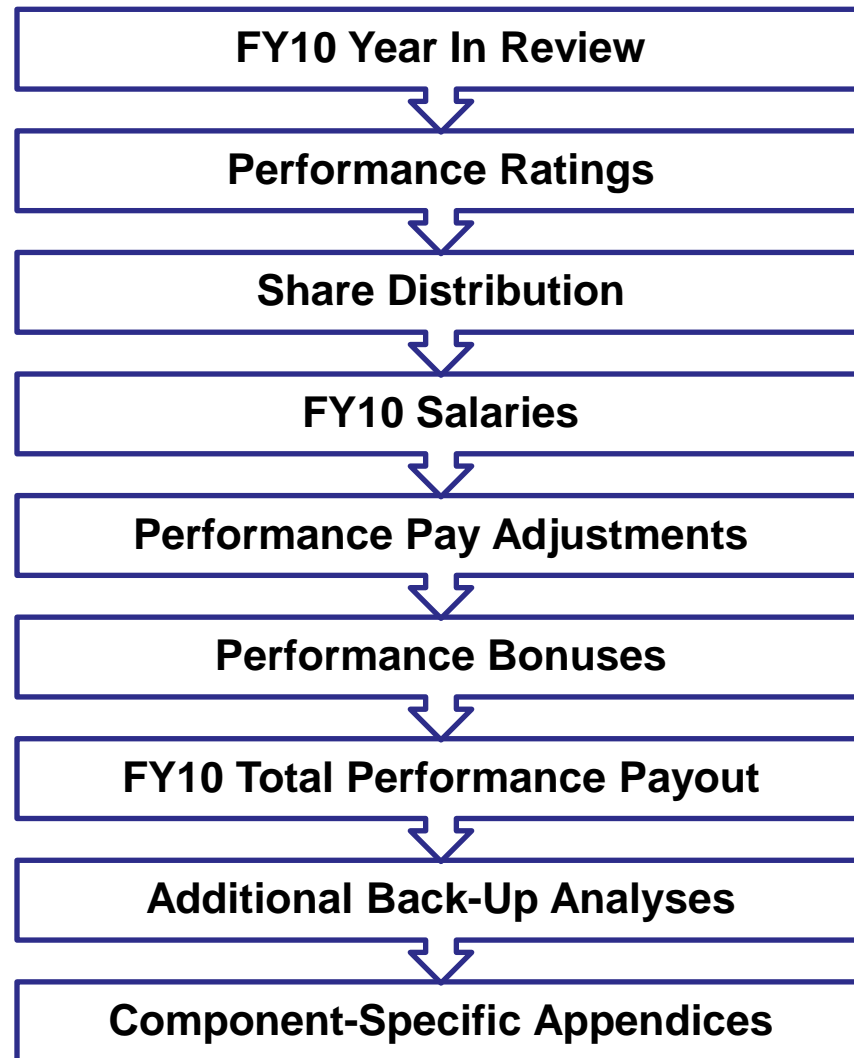 FY10 Year In Review
Performance Ratings
Share Distribution
FY10 Salaries
Performance Pay Adjustments
Performance Bonuses
FY10 Total Performance Payout
Additional Back-Up Analyses
Component-Specific Appendices